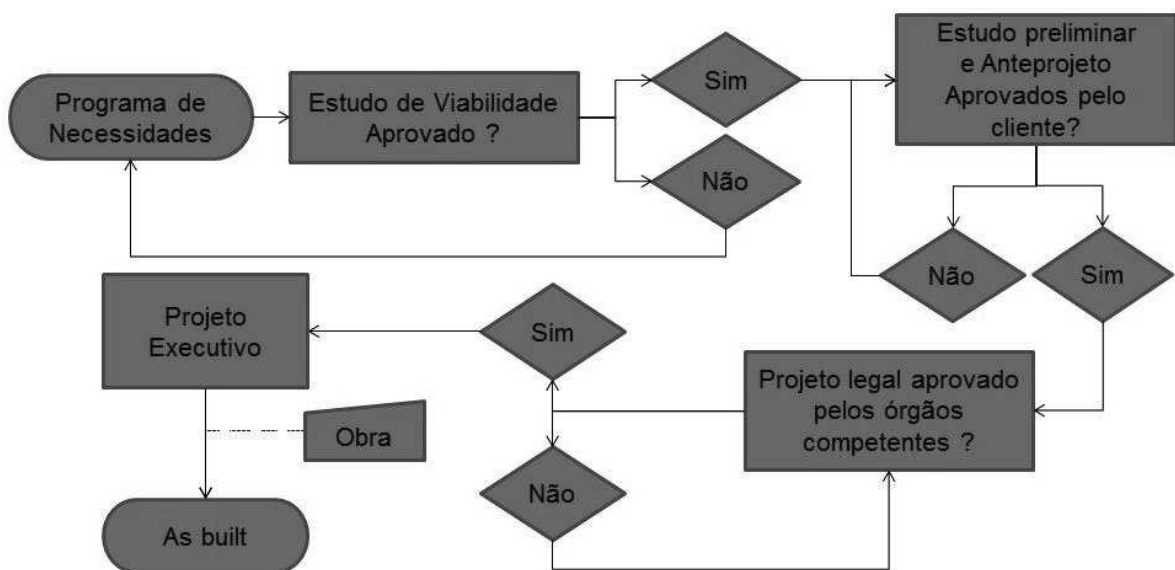 Programa de
Necessidades
Estudo de Viabilidade
Aprovado ?
Sim
Não
Estudo preliminar
e Anteprojeto
Aprovados pelo
cliente?
Não
Sim
Projeto legal aprovado
pelos órgãos
competentes ?
Sim
Não
Projeto
Executivo
Obra
As built